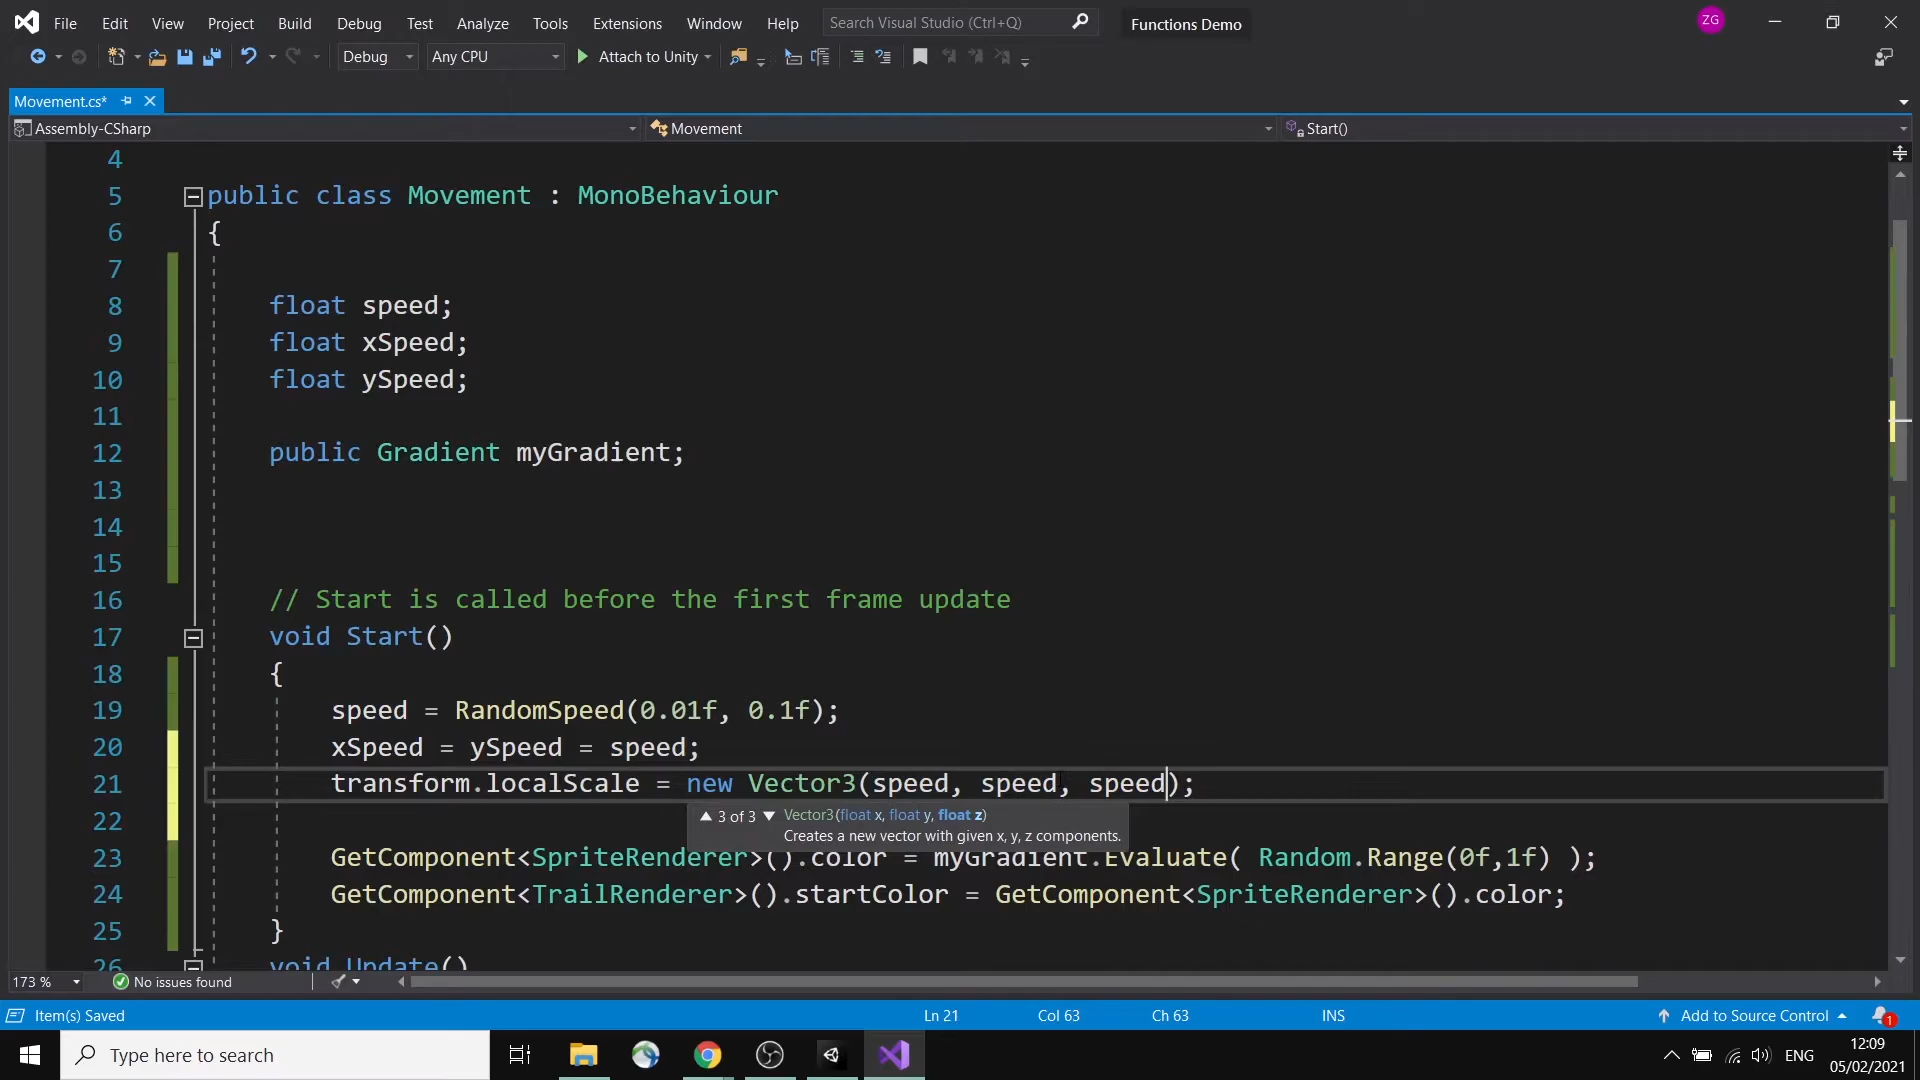 File Edit View Project Build Debug Test Analyze Tools Extensions Window Help Search Visual Studio (Ctrl+Q) Functions Demo ZG
Debug Any CPU Attach to Unity
Movement.cs*
Assembly-CSharp Movement Start()
4
5 public class Movement : MonoBehaviour
6 {
7
8 float speed;
9 float xSpeed;
10 float ySpeed;
11
12 public Gradient myGradient;
13
14
15
16 // Start is called before the first frame update
17 void Start()
18 {
19 speed = RandomSpeed(0.01f, 0.1f);
20 xSpeed = ySpeed = speed;
21 transform.localScale = new Vector3(speed, speed, speed);
22 3 of 3 Vector3(float x, float y, float z)
Creates a new vector with given x, y, z components.
23 GetComponent<SpriteRenderer>().color = myGradient.Evaluate( Random.Range(0f,1f) );
24 GetComponent<TrailRenderer>().startColor = GetComponent<SpriteRenderer>().color;
25 }
26 void Update()
173 % No issues found
Item(s) Saved Ln 21 Col 63 Ch 63 INS Add to Source Control 1
Type here to search ENG 12:09
05/02/2021